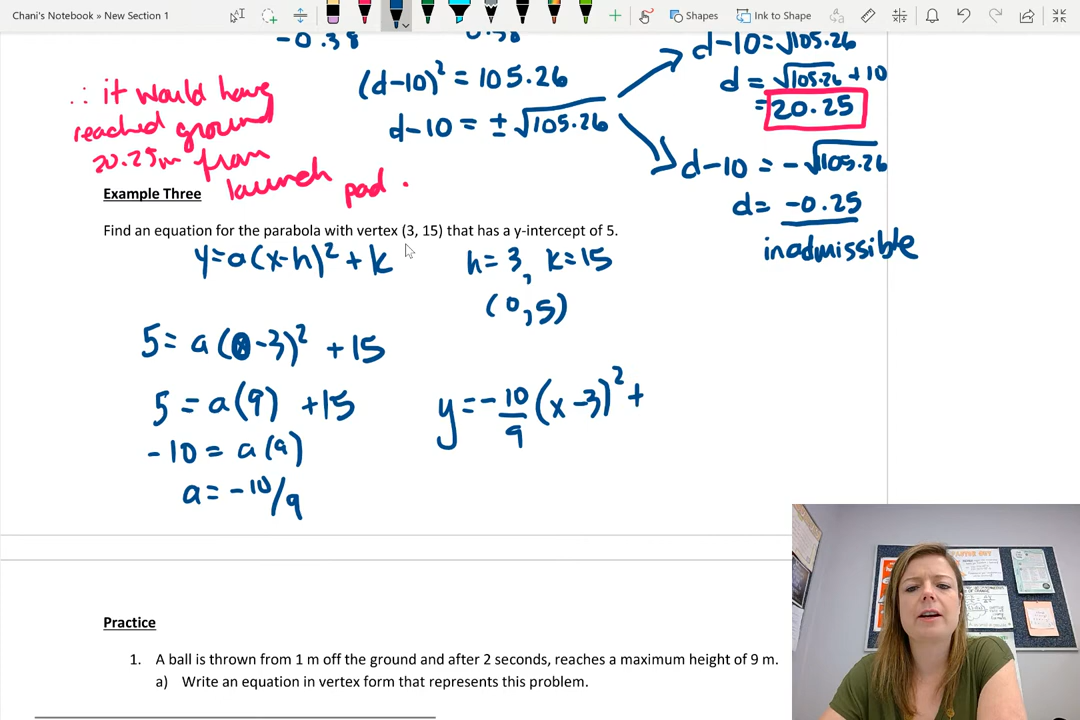 Chani's Notebook » New Section 1
Shapes
Ink to Shape
-0.38
0.38
d-10=√105.26
(d-10)² = 105.26
d = √105.26 +10
= 20.25
d-10 = ± √105.26
∴ it would have
reached ground
20.25m from
launch pad.
d-10 = -√105.26
d= -0.25
inadmissible
Example Three
Find an equation for the parabola with vertex (3, 15) that has a y-intercept of 5.
y=a(x-h)² + k
h= 3, k=15
(0,5)
5= a(0-3)² +15
5 = a(9) +15
y=-10/9(x-3)²+
-10 = a(9)
a= -10/9
Practice
1. A ball is thrown from 1 m off the ground and after 2 seconds, reaches a maximum height of 9 m.
a) Write an equation in vertex form that represents this problem.